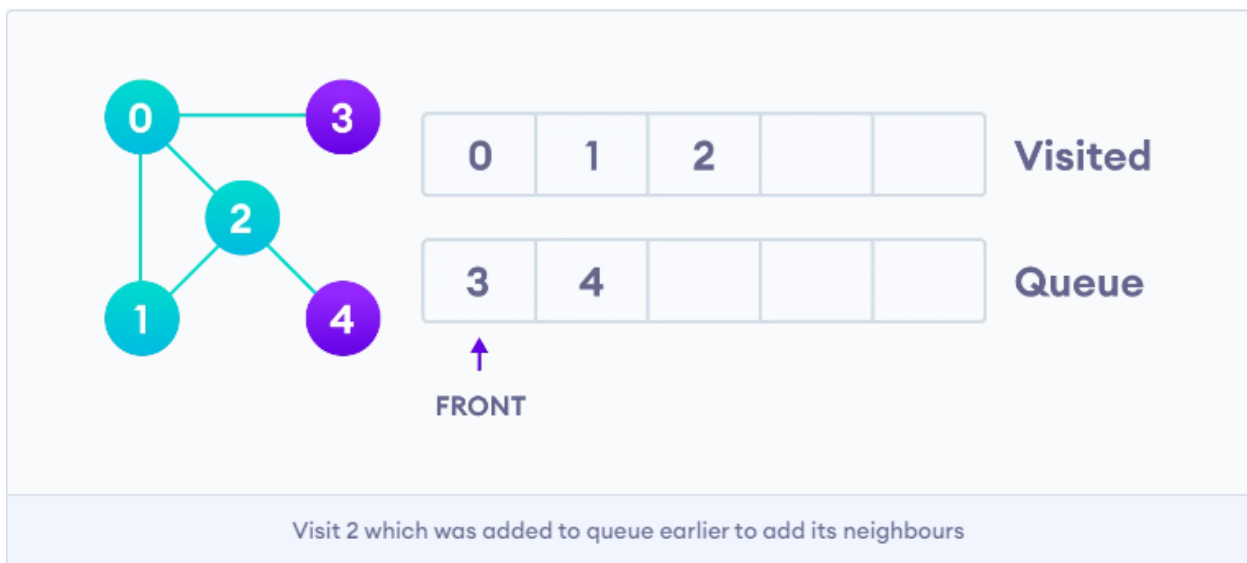 0
3
2
1
4
0 1 2 Visited
3 4 Queue
FRONT
Visit 2 which was added to queue earlier to add its neighbours